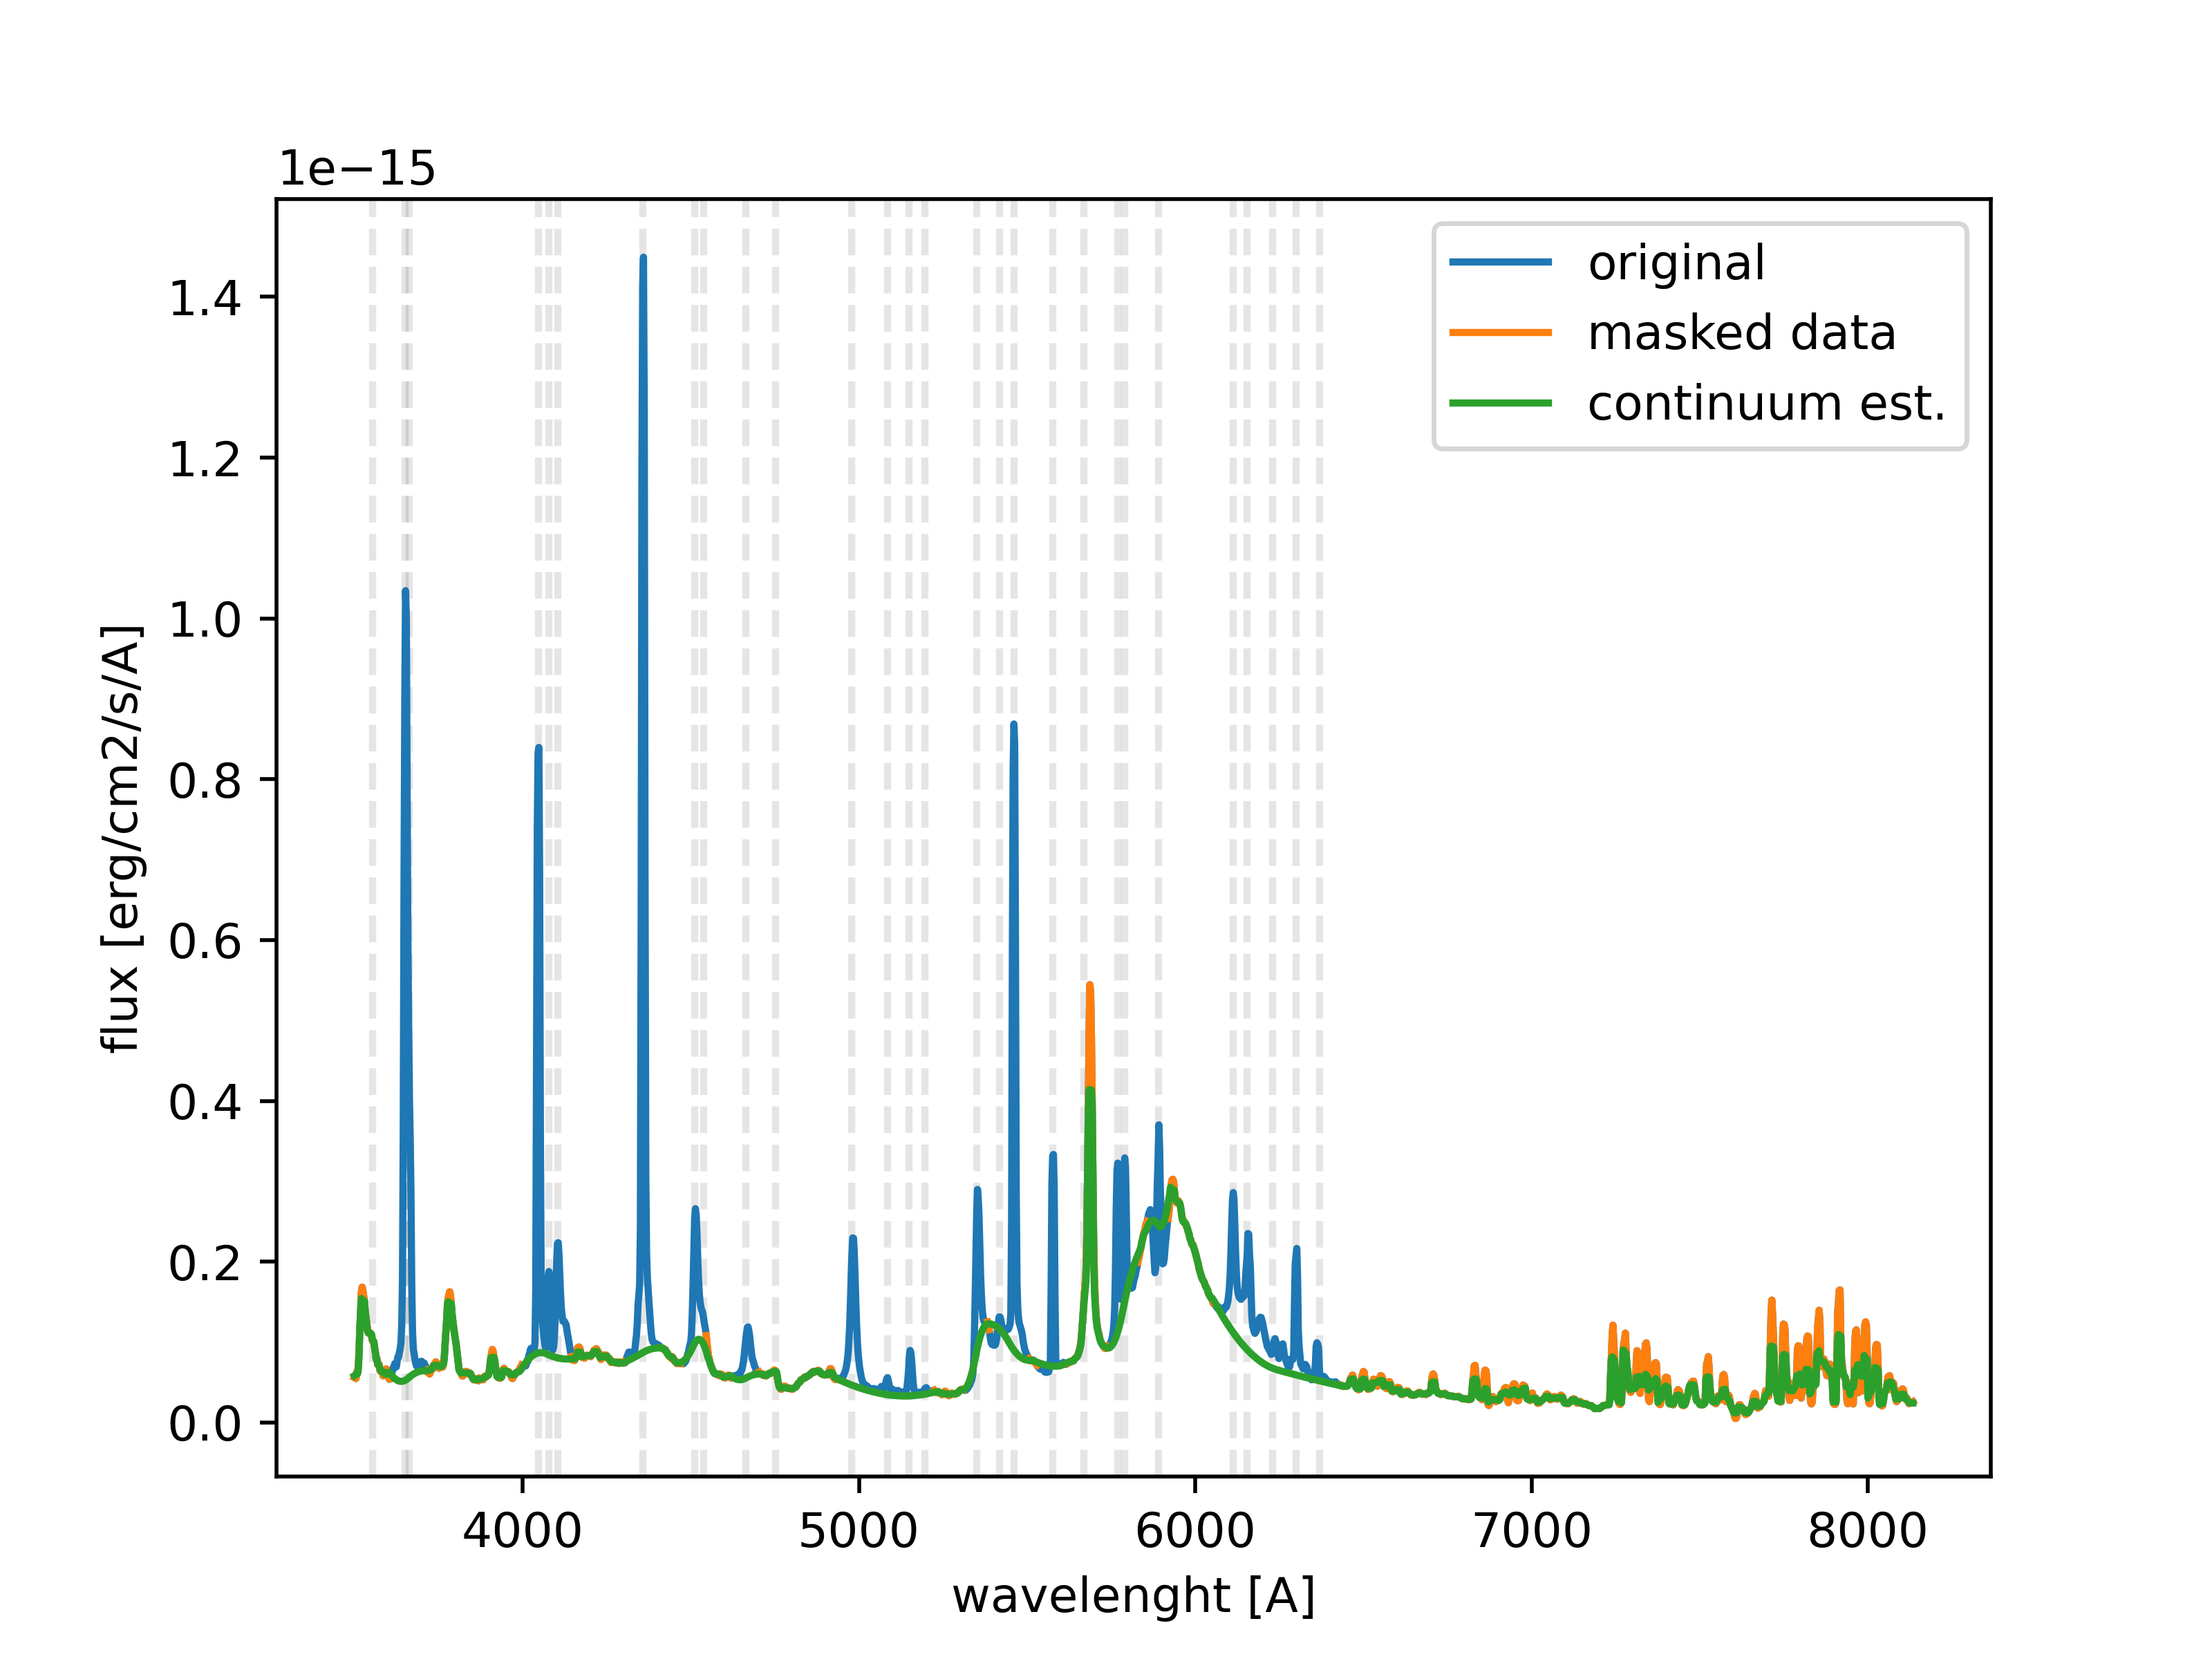 1e−15
original
masked data
continuum est.
1.4
1.2
1.0
0.8
0.6
0.4
0.2
0.0
flux [erg/cm2/s/A]
4000 5000 6000 7000 8000
wavelenght [A]